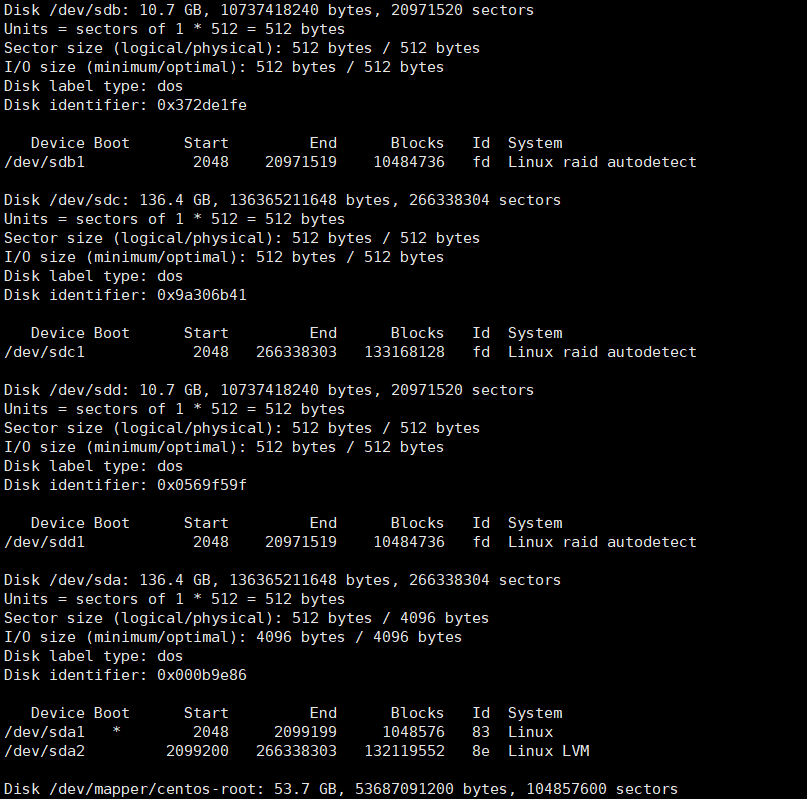 Disk /dev/sdb: 10.7 GB, 10737418240 bytes, 20971520 sectors
Units = sectors of 1 * 512 = 512 bytes
Sector size (logical/physical): 512 bytes / 512 bytes
I/O size (minimum/optimal): 512 bytes / 512 bytes
Disk label type: dos
Disk identifier: 0x372de1fe

   Device Boot      Start         End      Blocks   Id  System
/dev/sdb1            2048    20971519    10484736   fd  Linux raid autodetect

Disk /dev/sdc: 136.4 GB, 136365211648 bytes, 266338304 sectors
Units = sectors of 1 * 512 = 512 bytes
Sector size (logical/physical): 512 bytes / 512 bytes
I/O size (minimum/optimal): 512 bytes / 512 bytes
Disk label type: dos
Disk identifier: 0x9a306b41

   Device Boot      Start         End      Blocks   Id  System
/dev/sdc1            2048   266338303   133168128   fd  Linux raid autodetect

Disk /dev/sdd: 10.7 GB, 10737418240 bytes, 20971520 sectors
Units = sectors of 1 * 512 = 512 bytes
Sector size (logical/physical): 512 bytes / 512 bytes
I/O size (minimum/optimal): 512 bytes / 512 bytes
Disk label type: dos
Disk identifier: 0x0569f59f

   Device Boot      Start         End      Blocks   Id  System
/dev/sdd1            2048    20971519    10484736   fd  Linux raid autodetect

Disk /dev/sda: 136.4 GB, 136365211648 bytes, 266338304 sectors
Units = sectors of 1 * 512 = 512 bytes
Sector size (logical/physical): 512 bytes / 4096 bytes
I/O size (minimum/optimal): 4096 bytes / 4096 bytes
Disk label type: dos
Disk identifier: 0x000b9e86

   Device Boot      Start         End      Blocks   Id  System
/dev/sda1   *        2048     2099199     1048576   83  Linux
/dev/sda2         2099200   266338303   132119552   8e  Linux LVM

Disk /dev/mapper/centos-root: 53.7 GB, 53687091200 bytes, 104857600 sectors